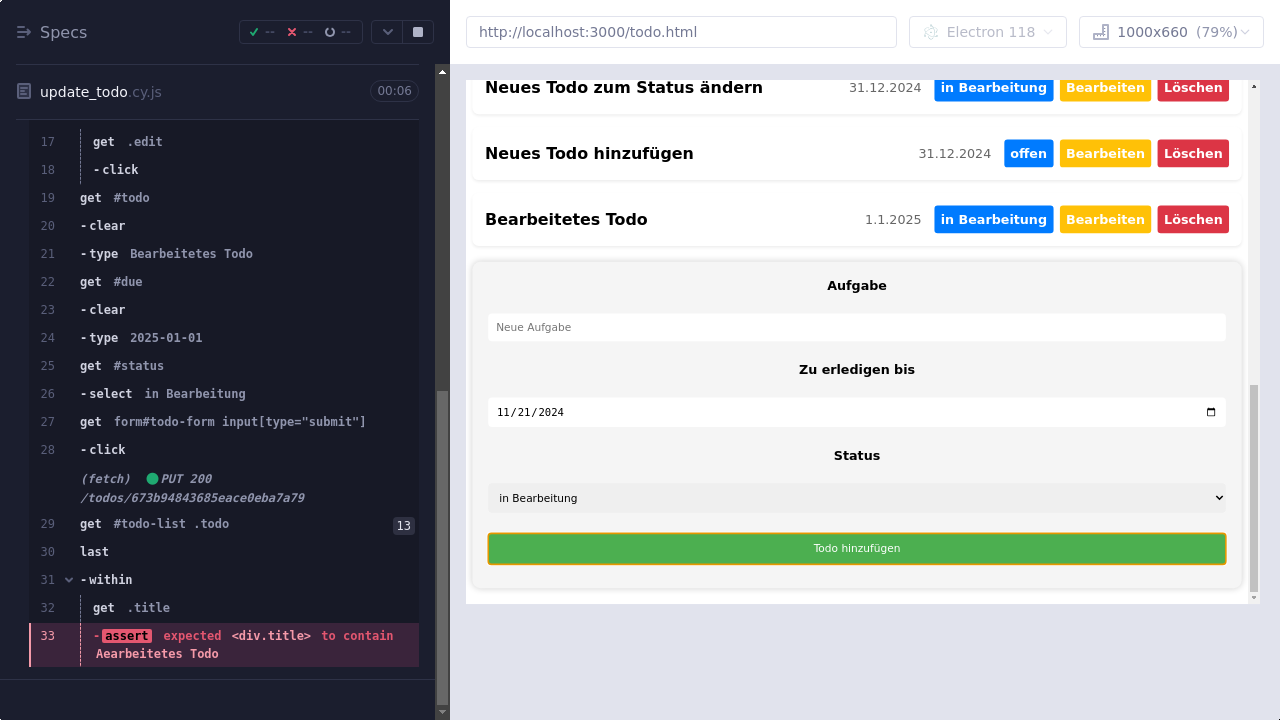 Specs
-- -- --
update_todo.cy.js
00:06
17 get .edit
18 -click
19 get #todo
20 -clear
21 -type Bearbeitetes Todo
22 get #due
23 -clear
24 -type 2025-01-01
25 get #status
26 -select in Bearbeitung
27 get form#todo-form input[type="submit"]
28 -click
(fetch) PUT 200
/todos/673b94843685eace0eba7a79
29 get #todo-list .todo 13
30 last
31 -within
32 get .title
33 -assert expected <div.title> to contain
Aearbeitetes Todo
http://localhost:3000/todo.html
Electron 118
1000x660 (79%)
Neues Todo zum Status ändern 31.12.2024 in Bearbeitung Bearbeiten Löschen
Neues Todo hinzufügen 31.12.2024 offen Bearbeiten Löschen
Bearbeitetes Todo 1.1.2025 in Bearbeitung Bearbeiten Löschen
Aufgabe
Neue Aufgabe
Zu erledigen bis
11/21/2024
Status
in Bearbeitung
Todo hinzufügen